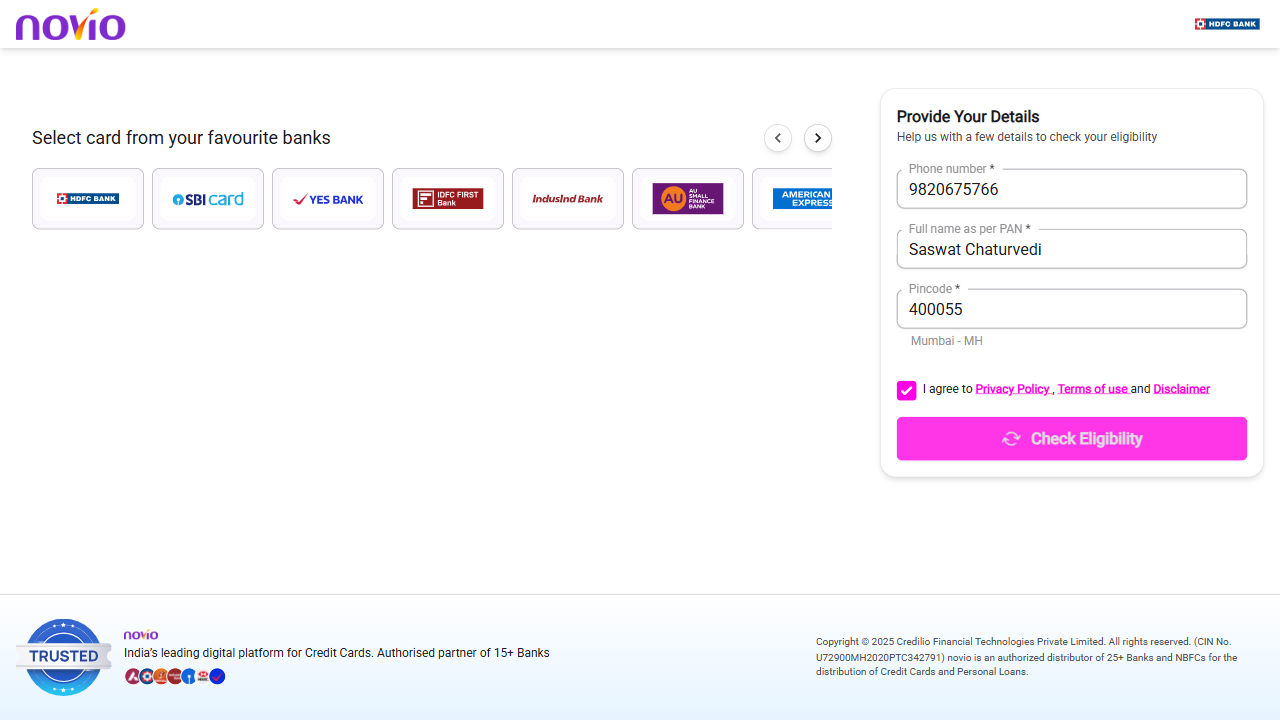 novio
HDFC BANK
Select card from your favourite banks
HDFC BANK
SBI card
YES BANK
IDFC FIRST
Bank
IndusInd Bank
AU
AU
SMALL
FINANCE
BANK
AMERICAN
EXPRESS
Provide Your Details
Help us with a few details to check your eligibility
Phone number *
9820675766
Full name as per PAN *
Saswat Chaturvedi
Pincode *
400055
Mumbai - MH
I agree to Privacy Policy , Terms of use and Disclaimer
Check Eligibility
TRUSTED
novio
India's leading digital platform for Credit Cards. Authorised partner of 15+ Banks
Copyright © 2025 Credilio Financial Technologies Private Limited. All rights reserved. (CIN No.
U72900MH2020PTC342791) novio is an authorized distributor of 25+ Banks and NBFCs for the
distribution of Credit Cards and Personal Loans.